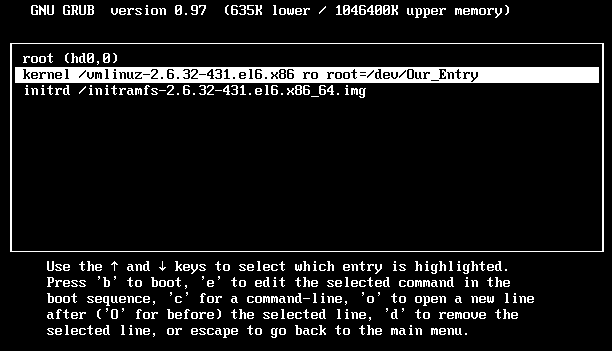 GNU GRUB  version 0.97  (635K lower / 1046400K upper memory)
root (hd0,0)
kernel /vmlinuz-2.6.32-431.el6.x86 ro root=/dev/Our_Entry
initrd /initramfs-2.6.32-431.el6.x86_64.img
Use the ↑ and ↓ keys to select which entry is highlighted.
Press 'b' to boot, 'e' to edit the selected command in the
boot sequence, 'c' for a command-line, 'o' to open a new line
after ('O' for before) the selected line, 'd' to remove the
selected line, or escape to go back to the main menu.